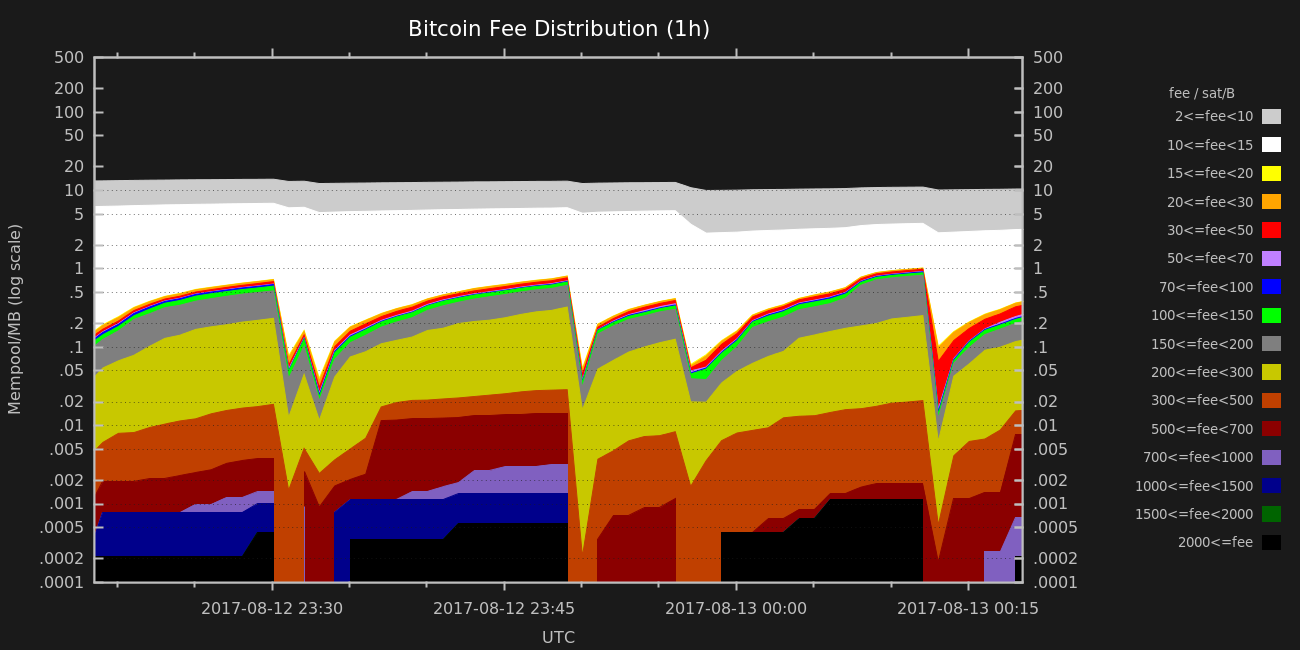 Bitcoin Fee Distribution (1h)
Mempool/MB (log scale)
500
200
100
50
20
10
5
2
1
.5
.2
.1
.05
.02
.01
.005
.002
.001
.0005
.0002
.0001
500
200
100
50
20
10
5
2
1
.5
.2
.1
.05
.02
.01
.005
.002
.001
.0005
.0002
.0001
2017-08-12 23:30
2017-08-12 23:45
2017-08-13 00:00
2017-08-13 00:15
UTC
fee / sat/B
2<=fee<10
10<=fee<15
15<=fee<20
20<=fee<30
30<=fee<50
50<=fee<70
70<=fee<100
100<=fee<150
150<=fee<200
200<=fee<300
300<=fee<500
500<=fee<700
700<=fee<1000
1000<=fee<1500
1500<=fee<2000
2000<=fee